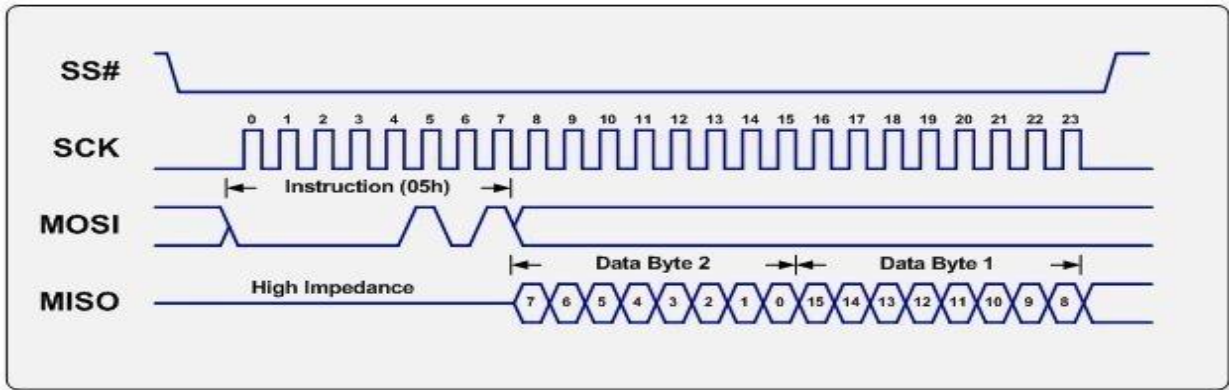 SS#
0 1 2 3 4 5 6 7 8 9 10 11 12 13 14 15 16 17 18 19 20 21 22 23
SCK
Instruction (05h)
MOSI
Data Byte 2 Data Byte 1
High Impedance
MISO
7 6 5 4 3 2 1 0 15 14 13 12 11 10 9 8